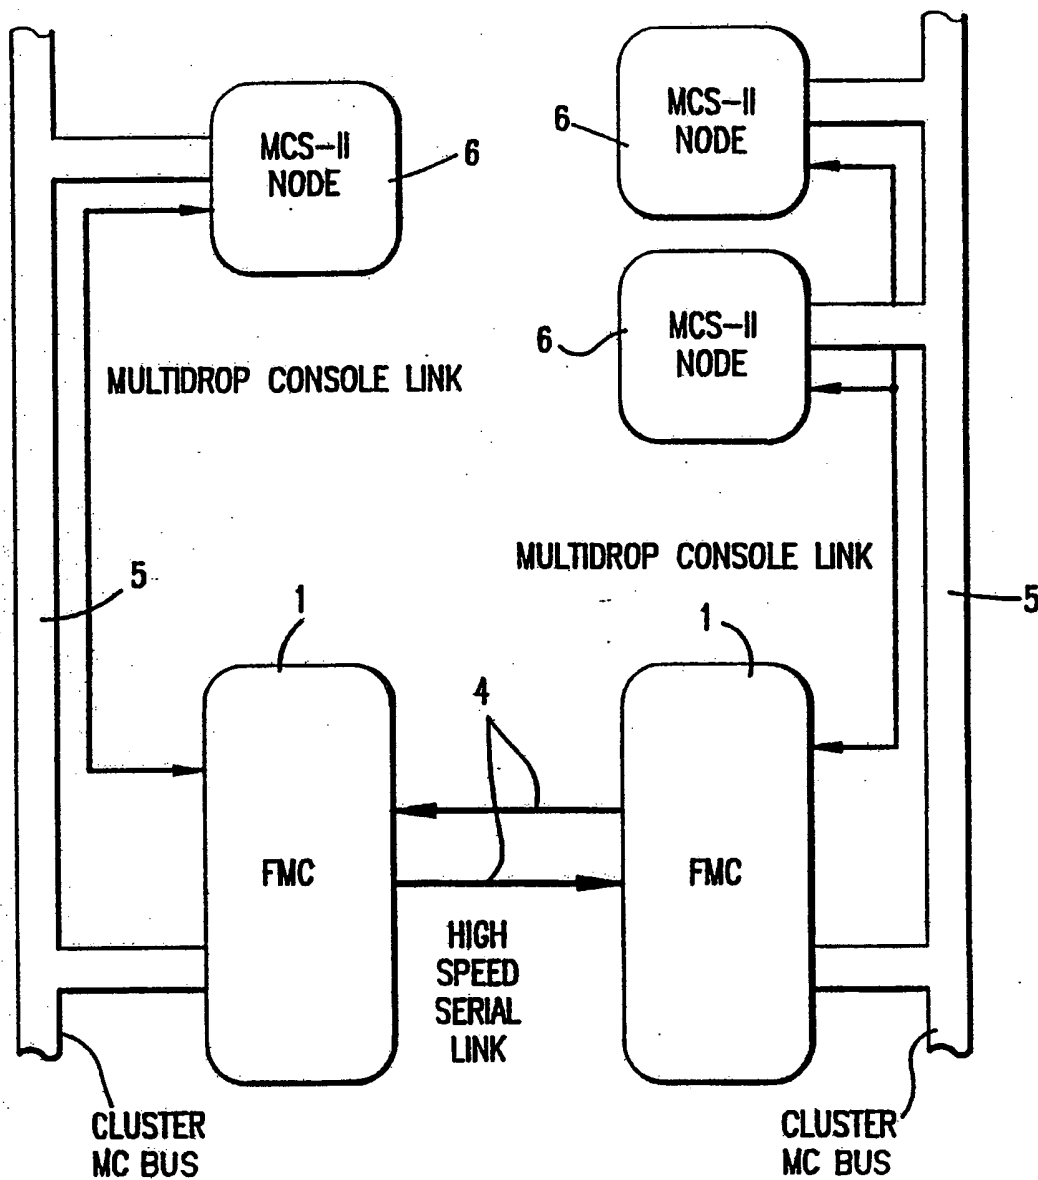 MCS-II
NODE
6
MCS-II
NODE
6
MCS-II
NODE
6
MULTIDROP CONSOLE LINK
MULTIDROP CONSOLE LINK
5
5
1
1
4
FMC
FMC
HIGH
SPEED
SERIAL
LINK
CLUSTER
MC BUS
CLUSTER
MC BUS